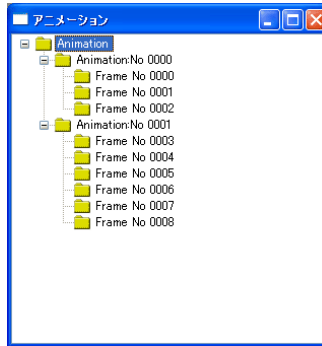 アニメーション
Animation
Animation:No 0000
Frame No 0000
Frame No 0001
Frame No 0002
Animation:No 0001
Frame No 0003
Frame No 0004
Frame No 0005
Frame No 0006
Frame No 0007
Frame No 0008